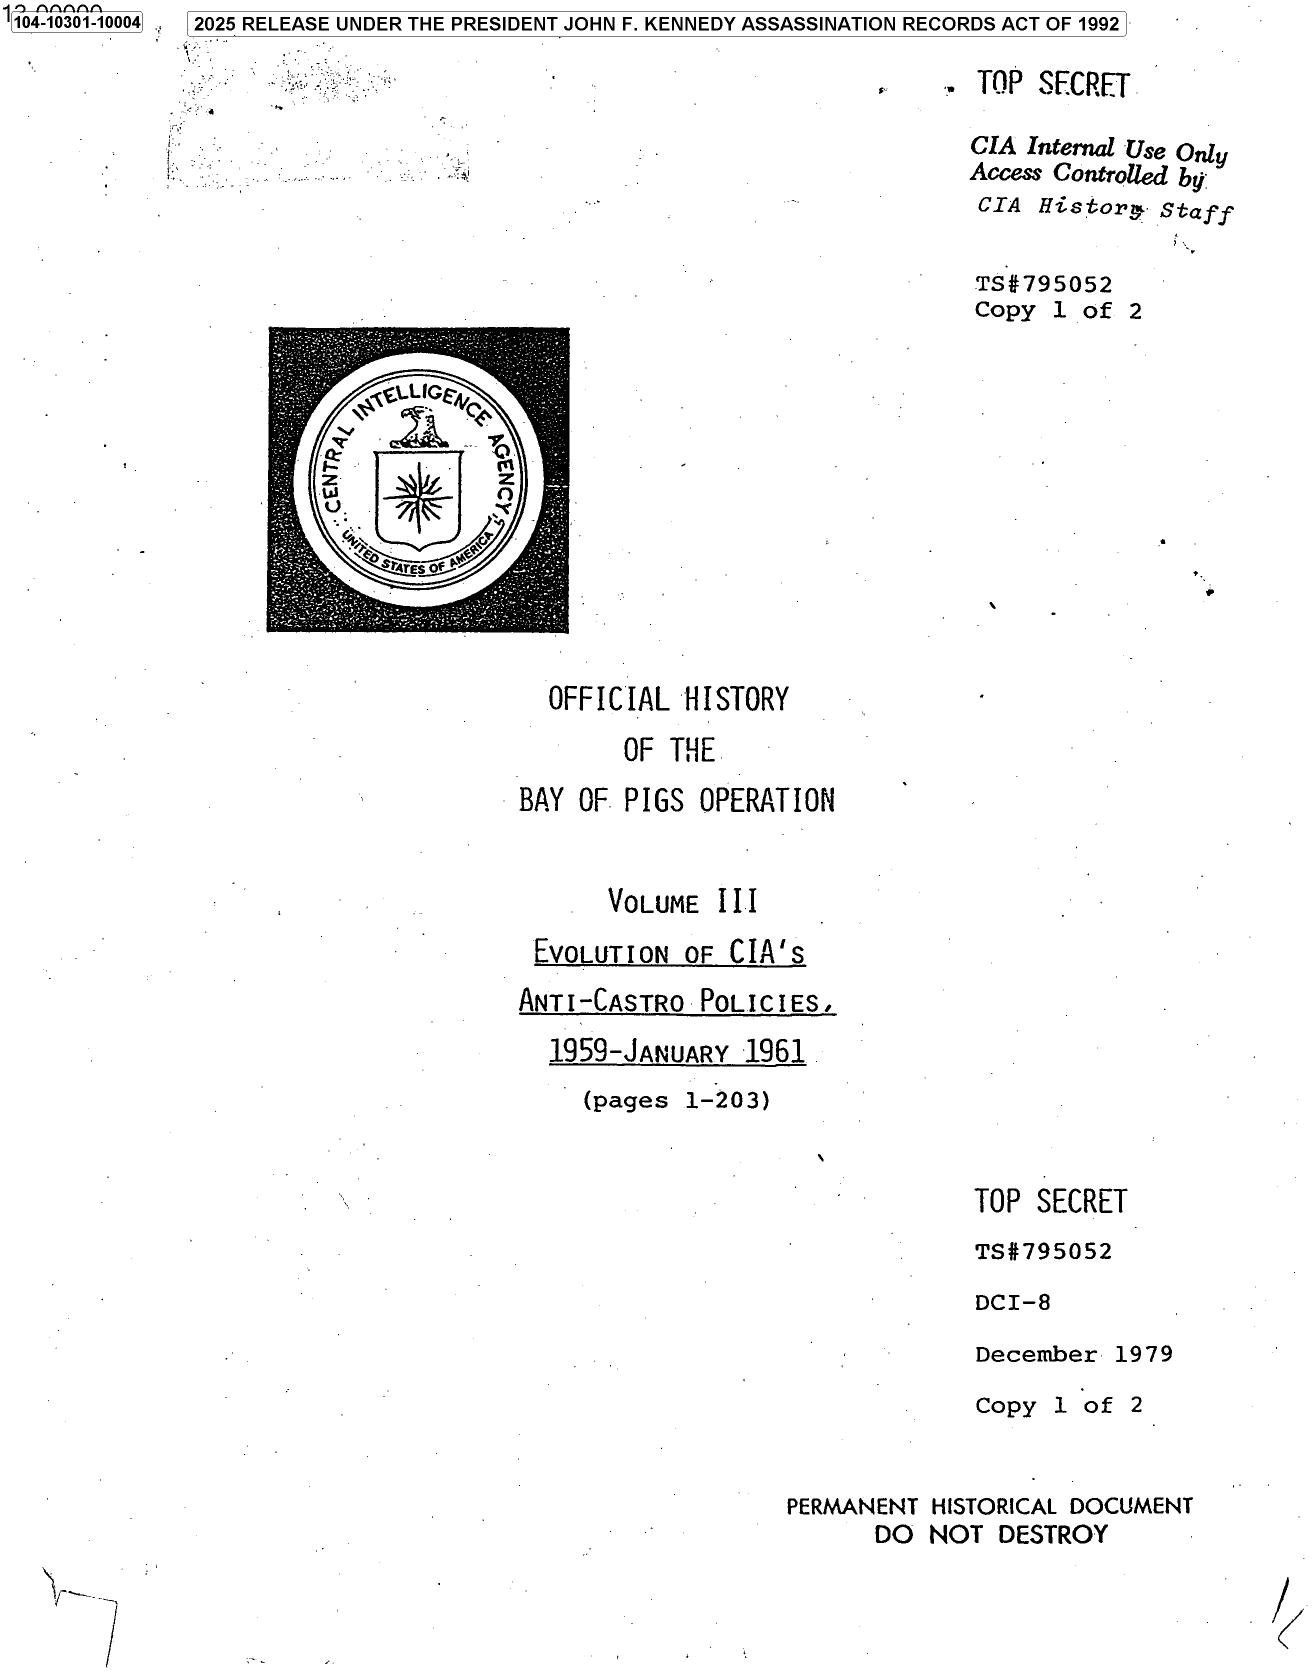 104-10301-10004
2025 RELEASE UNDER THE PRESIDENT JOHN F. KENNEDY ASSASSINATION RECORDS ACT OF 1992
TOP SECRET
CIA Internal Use Only
Access Controlled by
CIA History Staff
TS#795052
Copy 1 of 2
CENTRAL INTELLIGENCE AGENCY
UNITED STATES OF AMERICA
OFFICIAL HISTORY
OF THE
BAY OF PIGS OPERATION
VOLUME III
EVOLUTION OF CIA'S
ANTI-CASTRO POLICIES,
1959-JANUARY 1961
(pages 1-203)
TOP SECRET
TS#795052
DCI-8
December 1979
Copy 1 of 2
PERMANENT HISTORICAL DOCUMENT
DO NOT DESTROY